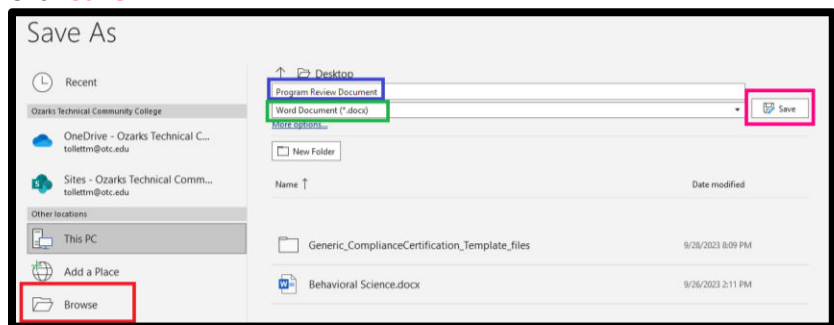 Save As
Recent
Ozarks Technical Community College
OneDrive - Ozarks Technical C...
tollettm@otc.edu
Sites - Ozarks Technical Comm...
tollettm@otc.edu
Other locations
This PC
Add a Place
Browse
↑ Desktop
Program Review Document
Word Document (*.docx)
Save
More options...
New Folder
Name ↑ Date modified
Generic_ComplianceCertification_Template_files 9/28/2023 8:09 PM
Behavioral Science.docx 9/26/2023 2:11 PM